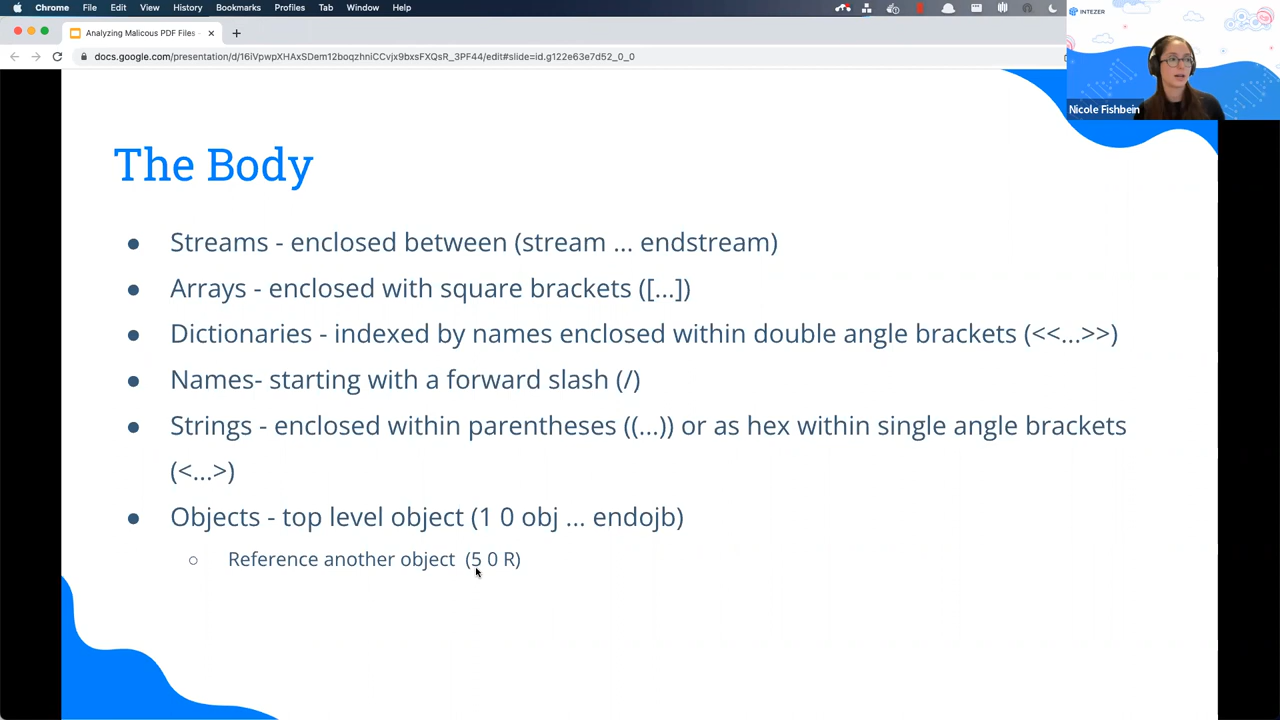 Chrome File Edit View History Bookmarks Profiles Tab Window Help
Analyzing Malicous PDF Files -
docs.google.com/presentation/d/16iVpwpXHAxSDem12boqzhniCCvjx9bxsFXQsR_3PF44/edit#slide=id.g122e63e7d52_0_0
INTEZER
Nicole Fishbein
The Body
● Streams - enclosed between (stream ... endstream)
● Arrays - enclosed with square brackets ([...])
● Dictionaries - indexed by names enclosed within double angle brackets (<<...>>)
● Names- starting with a forward slash (/)
● Strings - enclosed within parentheses ((...)) or as hex within single angle brackets
(<...>)
● Objects - top level object (1 0 obj ... endojb)
○ Reference another object (5 0 R)